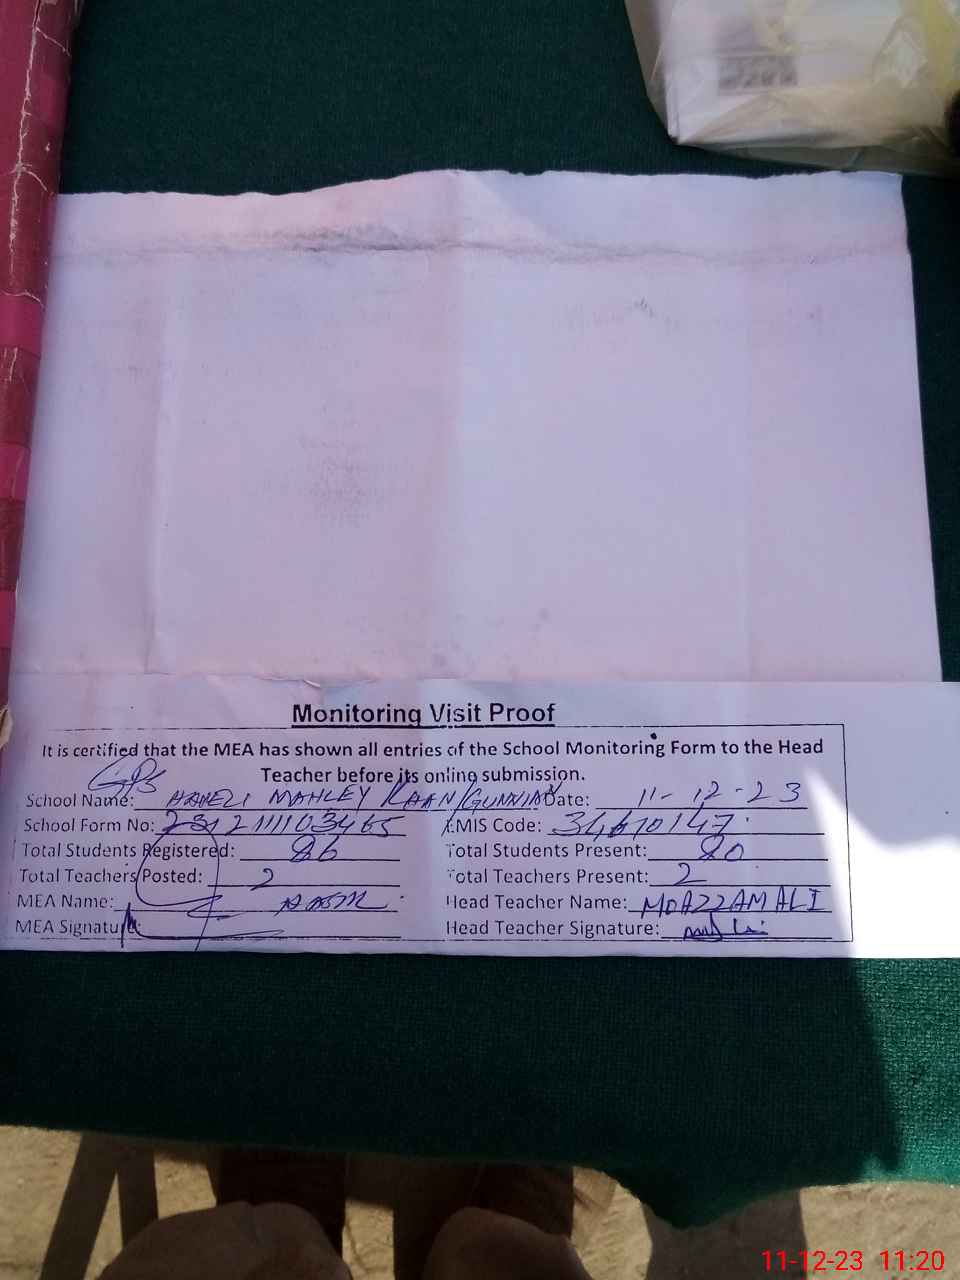 Monitoring Visit Proof
It is certified that the MEA has shown all entries of the School Monitoring Form to the Head
Teacher before its online submission.
GPS
School Name: MAHLEY Date: 11-12-23
School Form No: EMIS Code: 34610147
Total Students Registered: 86 Total Students Present: 80
Total Teachers Posted: 2 Total Teachers Present: 2
MEA Name: Head Teacher Name: MOAZZAM ALI
MEA Signature: Head Teacher Signature:
11-12-23 11:20